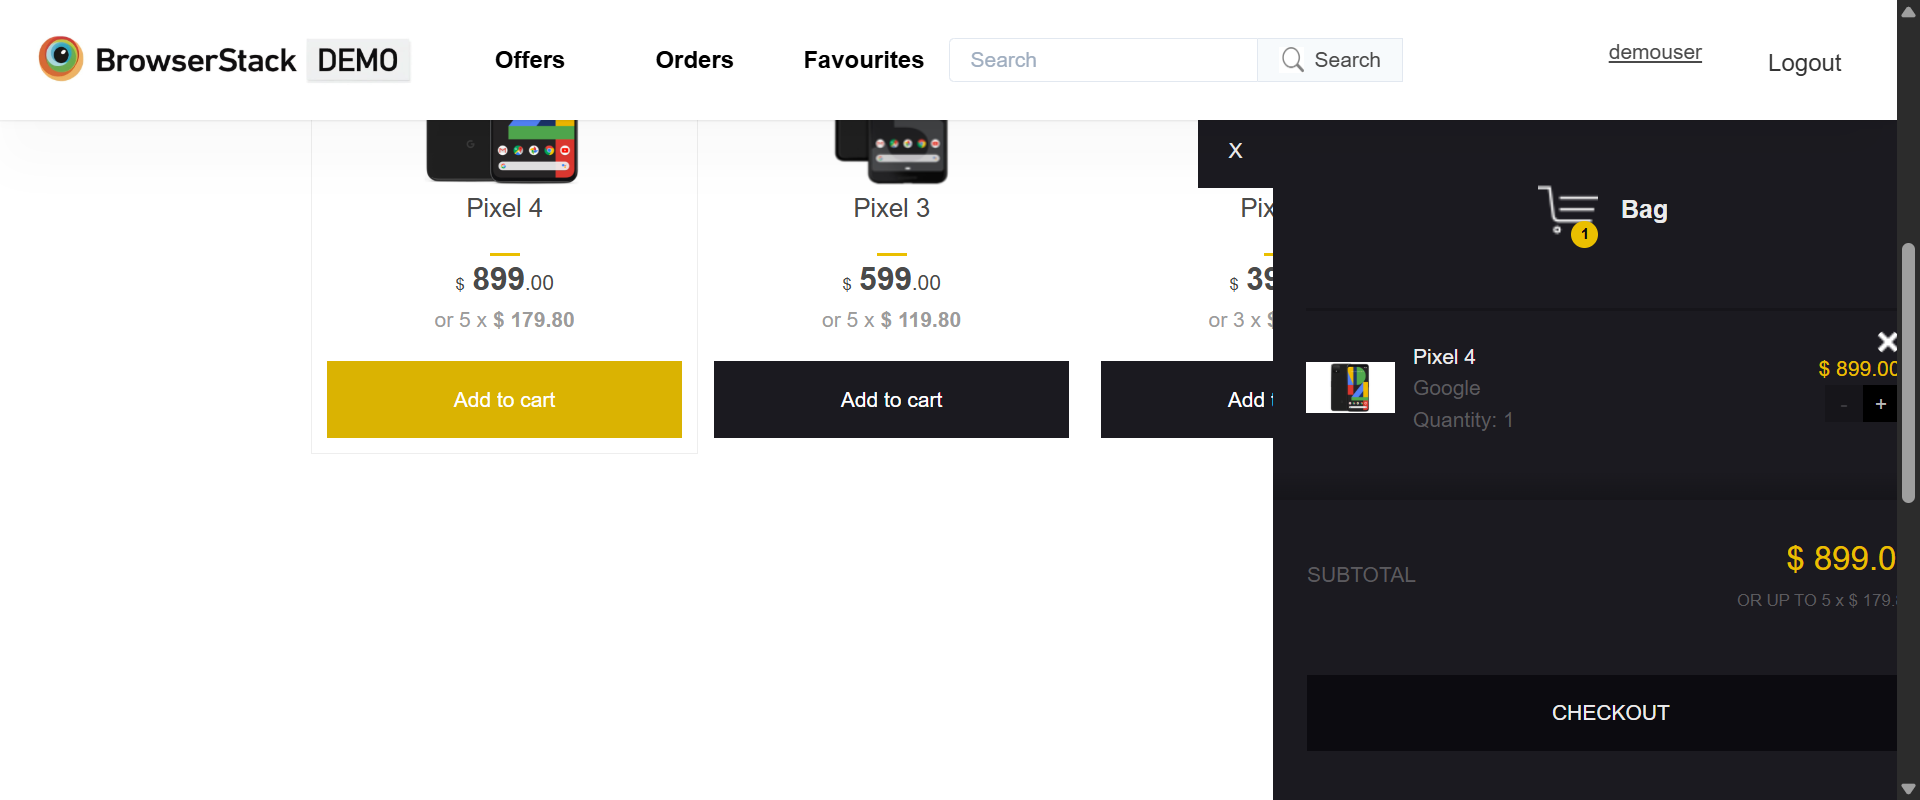 BrowserStack DEMO
Offers
Orders
Favourites
Search
Search
demouser
Logout
Pixel 4
$ 899.00
or 5 x $ 179.80
Add to cart
Pixel 3
$ 599.00
or 5 x $ 119.80
Add to cart
Pix
$ 39
or 3 x $
Add t
X
1
Bag
Pixel 4
Google
Quantity: 1
$ 899.00
-
+
SUBTOTAL
$ 899.0
OR UP TO 5 x $ 179.8
CHECKOUT